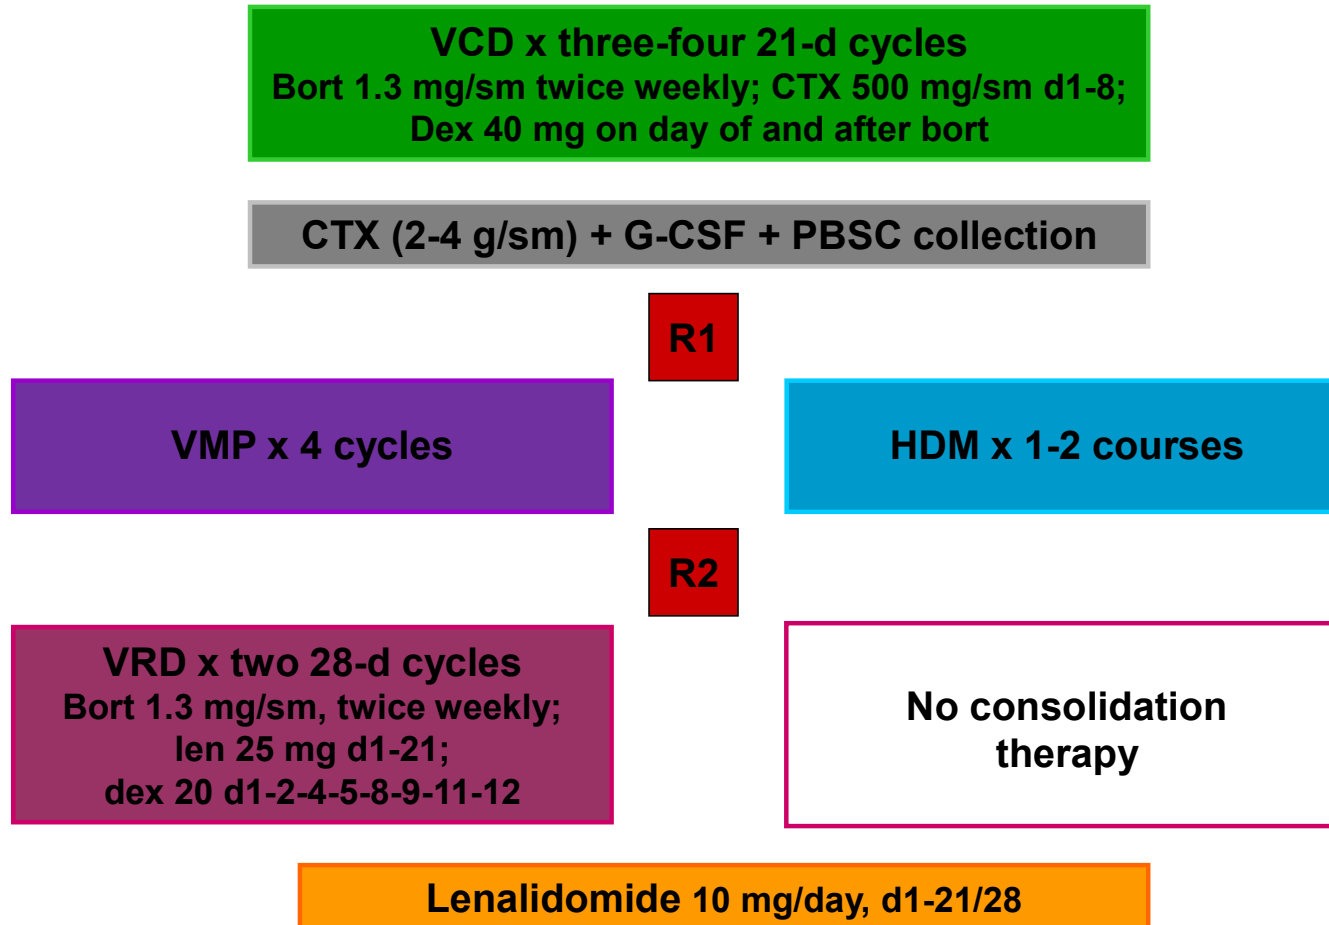 VCD x three-four 21-d cycles
Bort 1.3 mg/sm twice weekly; CTX 500 mg/sm d1-8;
Dex 40 mg on day of and after bort
CTX (2-4 g/sm) + G-CSF + PBSC collection
R1
VMP x 4 cycles
HDM x 1-2 courses
R2
VRD x two 28-d cycles
Bort 1.3 mg/sm, twice weekly;
len 25 mg d1-21;
dex 20 d1-2-4-5-8-9-11-12
No consolidation
therapy
Lenalidomide 10 mg/day, d1-21/28